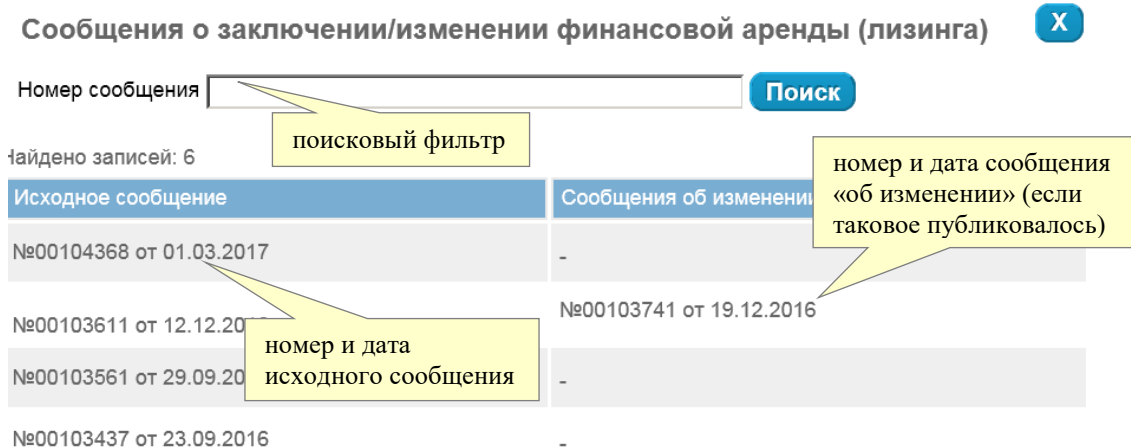 Сообщения о заключении/изменении финансовой аренды (лизинга)
X
Номер сообщения
Поиск
поисковый фильтр
Найдено записей: 6
номер и дата сообщения
«об изменении» (если
таковое публиковалось)
Исходное сообщение
Сообщения об изменении
№00104368 от 01.03.2017
-
№00103741 от 19.12.2016
№00103611 от 12.12.20
номер и дата
исходного сообщения
№00103561 от 29.09.20
-
№00103437 от 23.09.2016
-